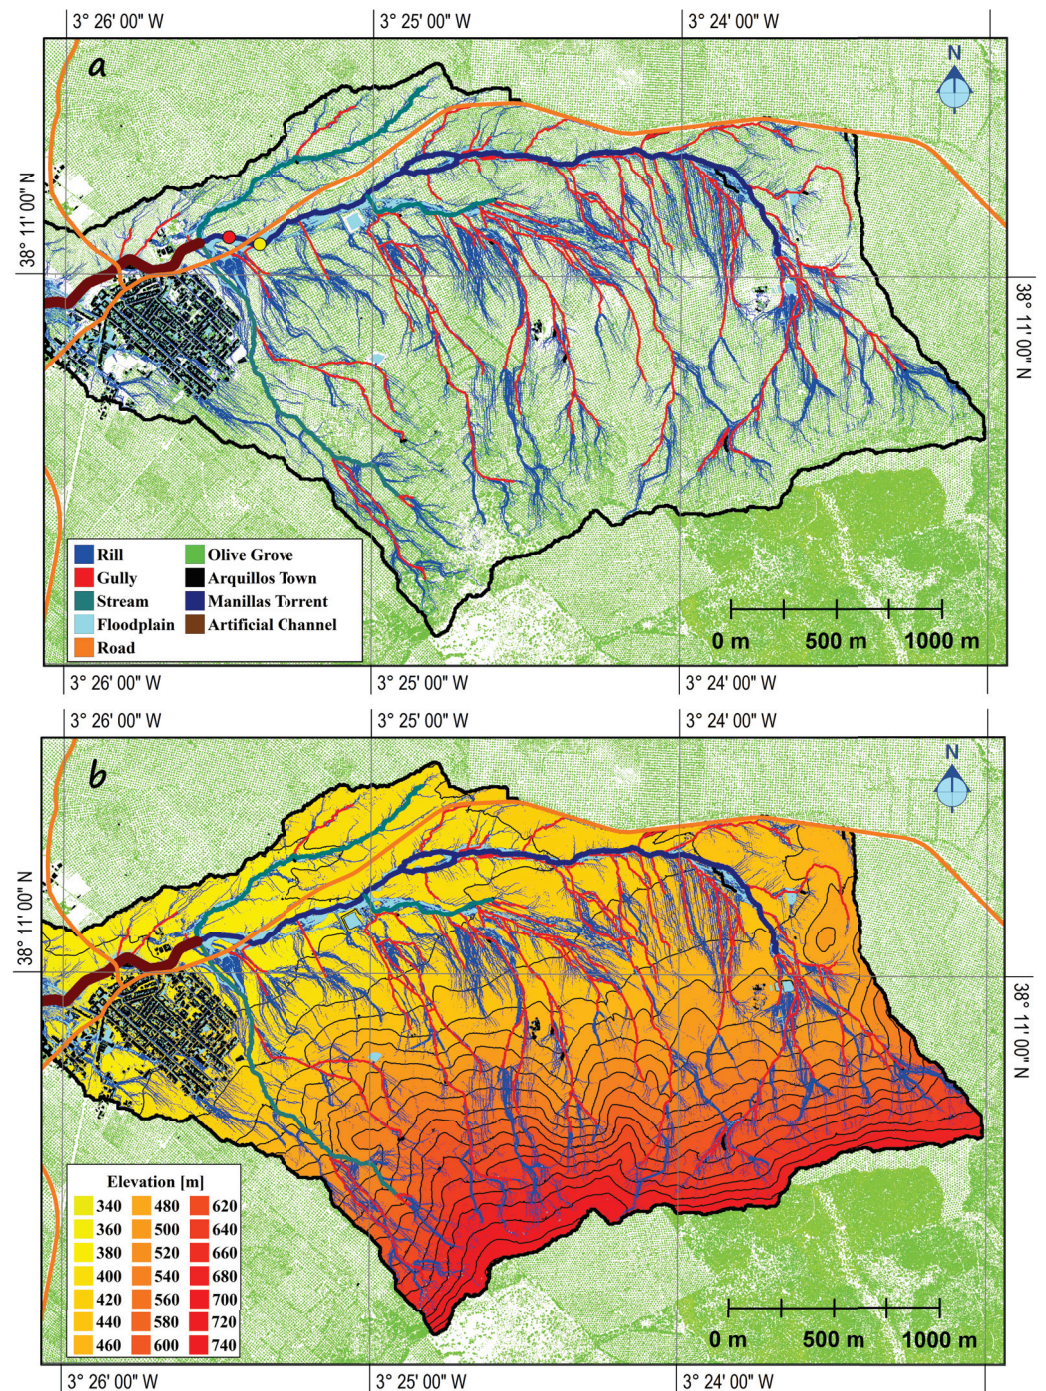 3° 26' 00" W 3° 25' 00" W 3° 24' 00" W
a
N
38° 11' 00" N
38° 11' 00" N
Rill
Gully
Stream
Floodplain
Road
Olive Grove
Arquillos Town
Manillas Torrent
Artificial Channel
0 m 500 m 1000 m
3° 26' 00" W 3° 25' 00" W 3° 24' 00" W
3° 26' 00" W 3° 25' 00" W 3° 24' 00" W
b
N
38° 11' 00" N
38° 11' 00" N
Elevation [m]
340 480 620
360 500 640
380 520 660
400 540 680
420 560 700
440 580 720
460 600 740
0 m 500 m 1000 m
3° 26' 00" W 3° 25' 00" W 3° 24' 00" W